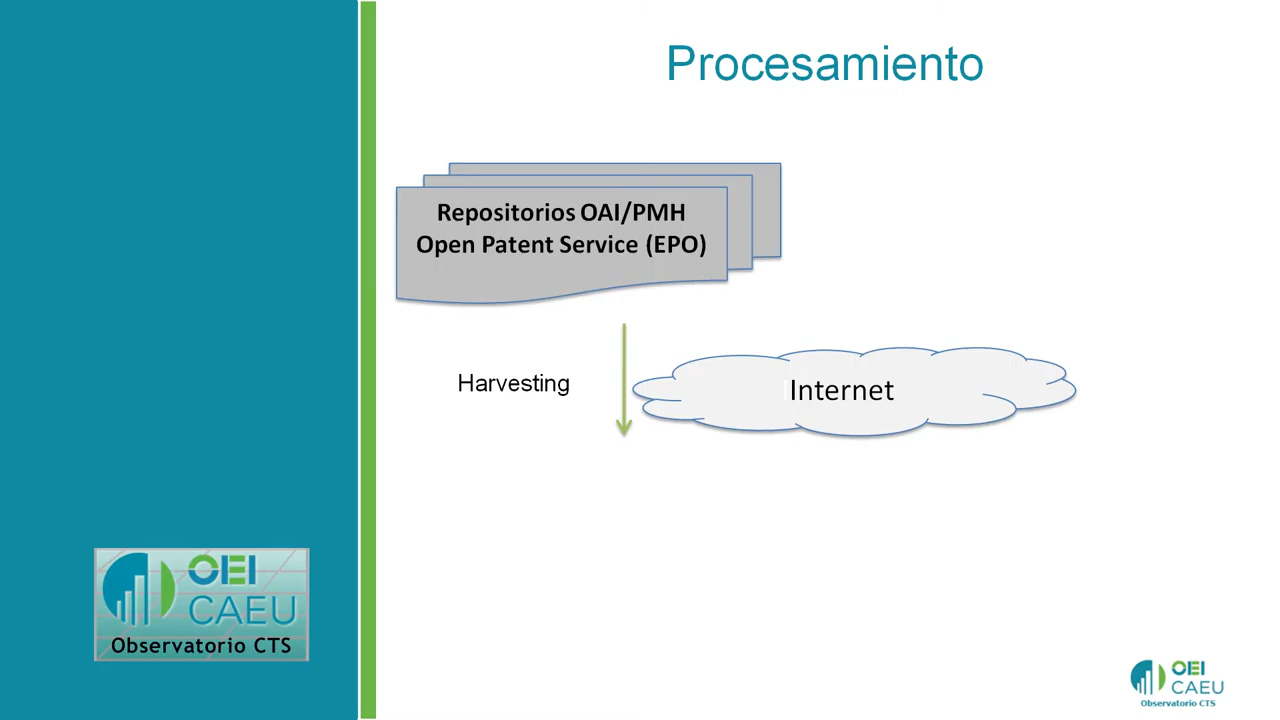 Procesamiento
Repositorios OAI/PMH
Open Patent Service (EPO)
Harvesting
Internet
OEI
CAEU
Observatorio CTS
OEI
CAEU
Observatorio CTS